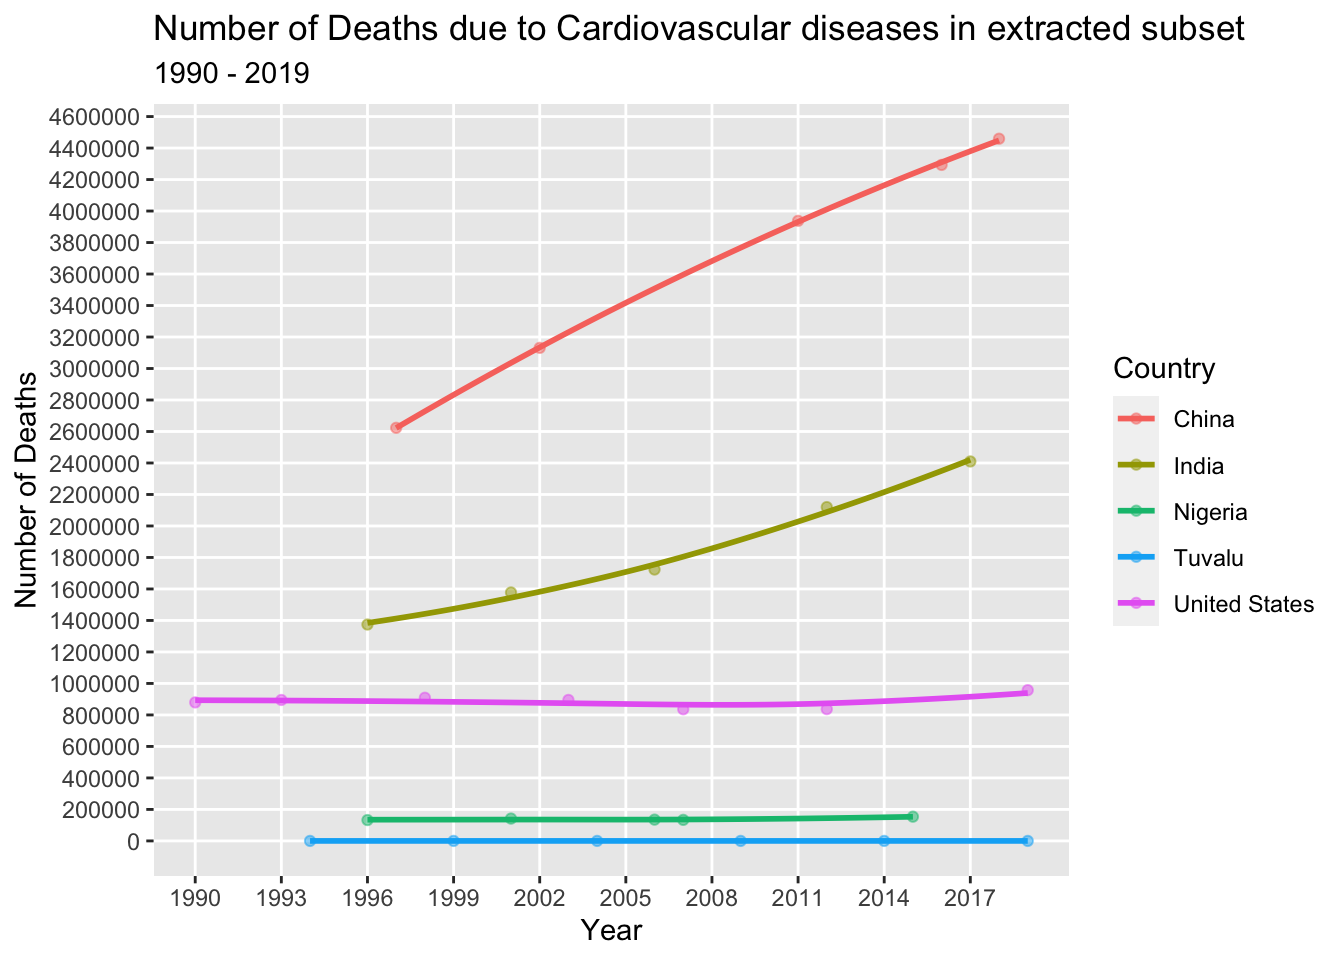 Number of Deaths due to Cardiovascular diseases in extracted subset
1990 - 2019
Number of Deaths
4600000
4400000
4200000
4000000
3800000
3600000
3400000
3200000
3000000
2800000
2600000
2400000
2200000
2000000
1800000
1600000
1400000
1200000
1000000
800000
600000
400000
200000
0
1990 1993 1996 1999 2002 2005 2008 2011 2014 2017
Year
Country
China
India
Nigeria
Tuvalu
United States